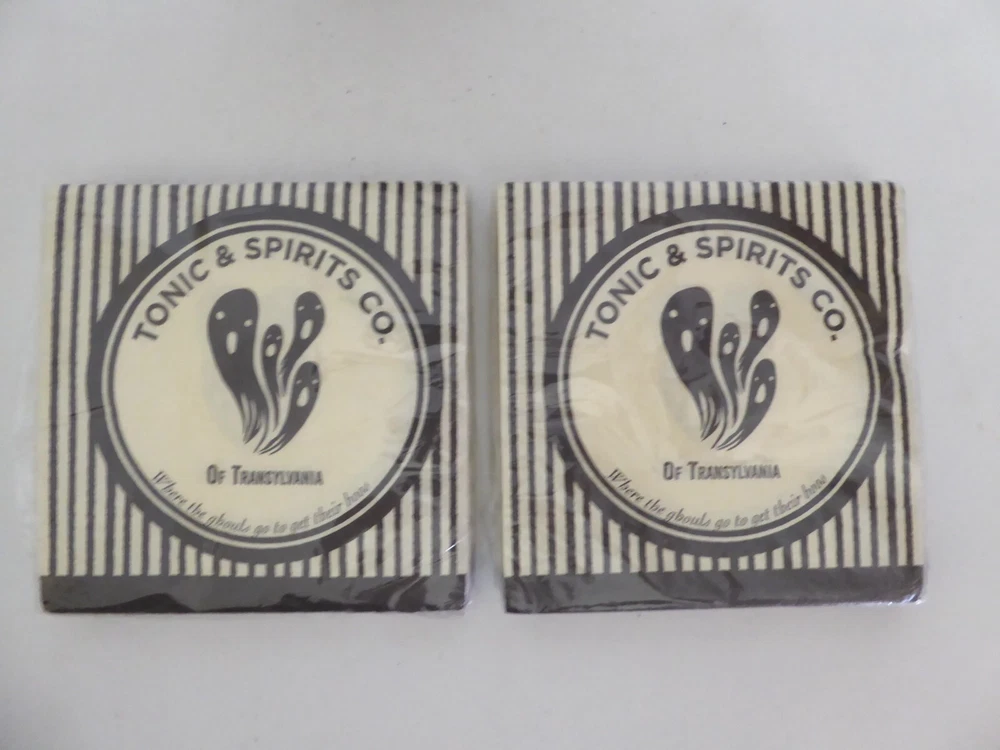 TONIC & SPIRITS CO.
OF TRANSYLVANIA
Where the ghouls go to get their boos
TONIC & SPIRITS CO.
OF TRANSYLVANIA
Where the ghouls go to get their boos